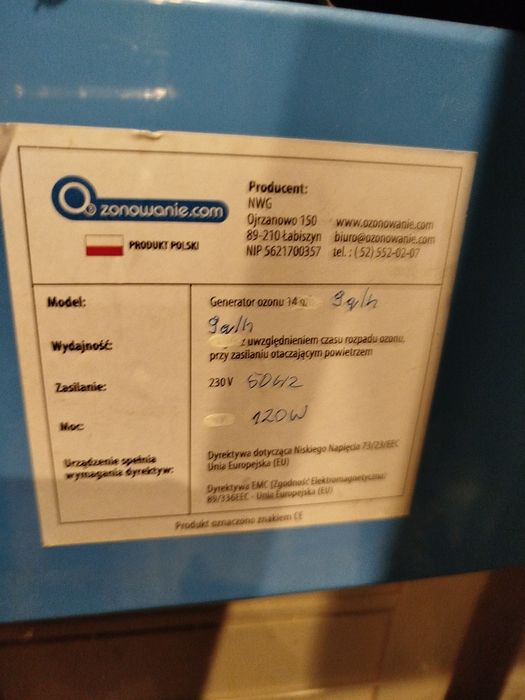 Ozonowanie.com
PRODUKT POLSKI
Producent:
NWG
Ojrzanowo 150
89-210 Łabiszyn
NIP 5621700357
www.ozonowanie.com
biuro@ozonowanie.com
tel. : ( 52) 552-02-07
Model:
Generator ozonu 14 g 9g/h
Wydajność:
9g/h
z uwzględnieniem czasu rozpadu ozonu,
przy zasilaniu otaczającym powietrzem
Zasilanie:
230 V 50Hz
Moc:
120W
Urządzenie spełnia
wymagania dyrektyw:
Dyrektywa dotycząca Niskiego Napięcia 73/23/EEC
Unia Europejska (EU)
Dyrektywa EMC (Zgodność Elektromagnetyczna)
89/336EEC - Unia Europejska (EU)
Produkt oznaczono znakiem CE